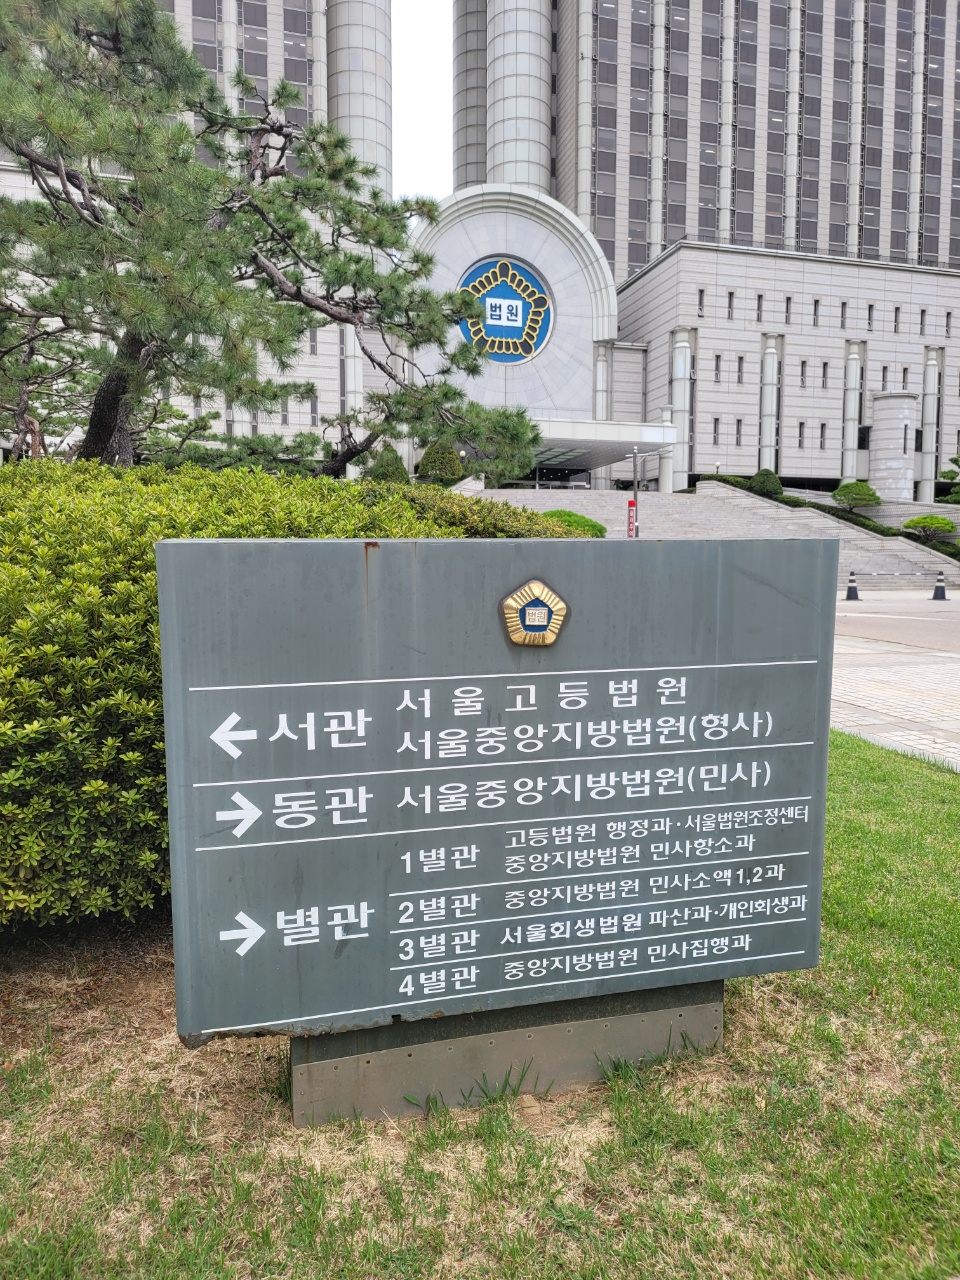 법원
법원
← 서관 서울고등법원
서울중앙지방법원(형사)
→ 동관 서울중앙지방법원(민사)
→ 별관
1별관 고등법원 행정과·서울법원조정센터
중앙지방법원 민사항소과
2별관 중앙지방법원 민사소액1,2과
3별관 서울회생법원 파산과·개인회생과
4별관 중앙지방법원 민사집행과